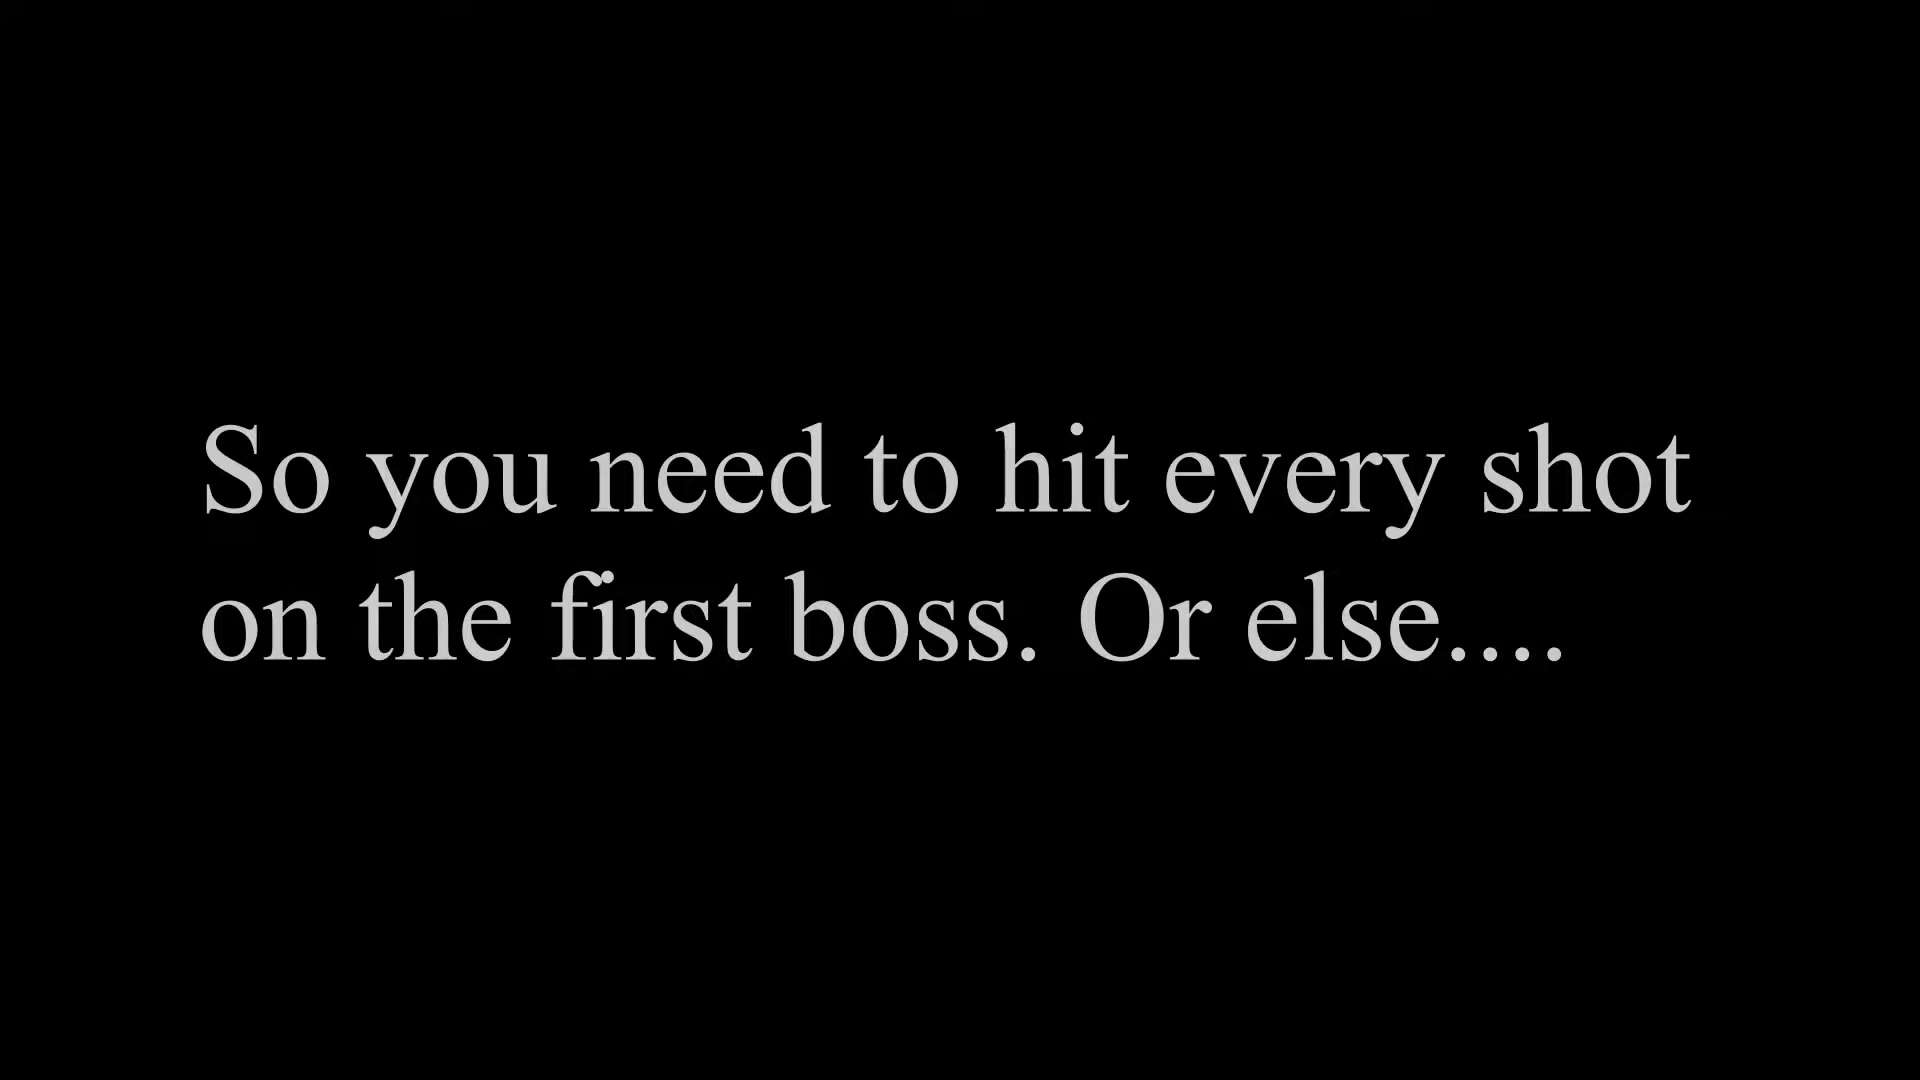 So you need to hit every shot
on the first boss. Or else....